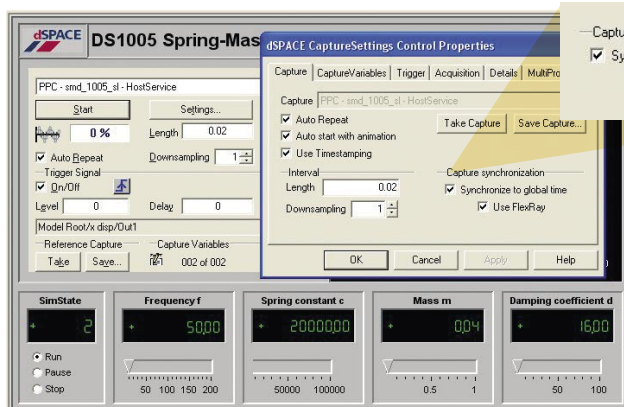 dSPACE DS1005 Spring-Mas
PPC - smd_1005_sl - HostService
Start
Settings...
0 %
Length 0.02
Auto Repeat
Downsampling 1
Trigger Signal
On/Off
Level 0
Delay 0
Model Root/x disp/Out1
Reference Capture
Capture Variables
Take
Save...
002 of 002
dSPACE CaptureSettings Control Properties
Capture CaptureVariables Trigger Acquisition Details MultiPro
Capture PPC - smd_1005_sl - HostService
Auto Repeat
Auto start with animation
Use Timestamping
Take Capture
Save Capture...
Interval
Length 0.02
Downsampling 1
Capture synchronization
Synchronize to global time
Use FlexRay
OK Cancel Apply Help
Captu
Sy
SimState
+ 2
Run
Pause
Stop
Frequency f
+ 50,00
50 100 150 200
Spring constant c
+ 20000,00
50000 100000
Mass m
+ 0,04
0.5 1
Damping coefficient d
+ 16,00
50 100